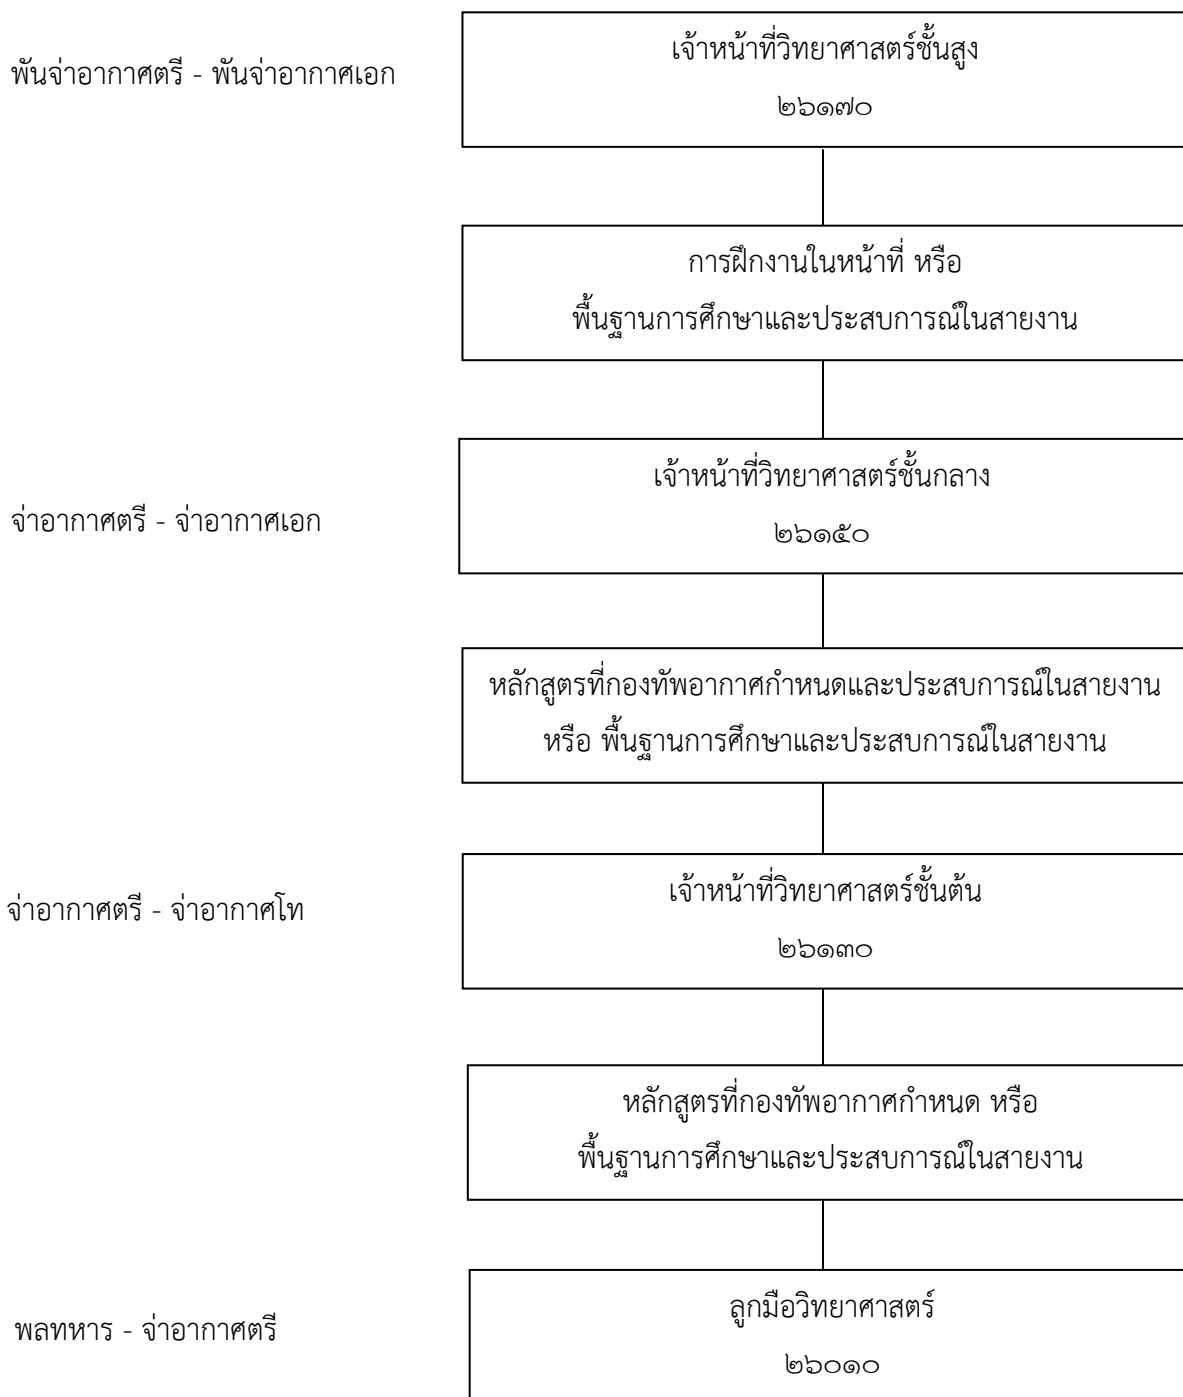 พันจ่าอากาศตรี - พันจ่าอากาศเอก
เจ้าหน้าที่วิทยาศาสตร์ชั้นสูง
๒๖๑๗๐
การฝึกงานในหน้าที่ หรือ
พื้นฐานการศึกษาและประสบการณ์ในสายงาน
จ่าอากาศตรี - จ่าอากาศเอก
เจ้าหน้าที่วิทยาศาสตร์ชั้นกลาง
๒๖๑๕๐
หลักสูตรที่กองทัพอากาศกำหนดและประสบการณ์ในสายงาน
หรือ พื้นฐานการศึกษาและประสบการณ์ในสายงาน
จ่าอากาศตรี - จ่าอากาศโท
เจ้าหน้าที่วิทยาศาสตร์ชั้นต้น
๒๖๑๓๐
หลักสูตรที่กองทัพอากาศกำหนด หรือ
พื้นฐานการศึกษาและประสบการณ์ในสายงาน
พลทหาร - จ่าอากาศตรี
ลูกมือวิทยาศาสตร์
๒๖๐๑๐